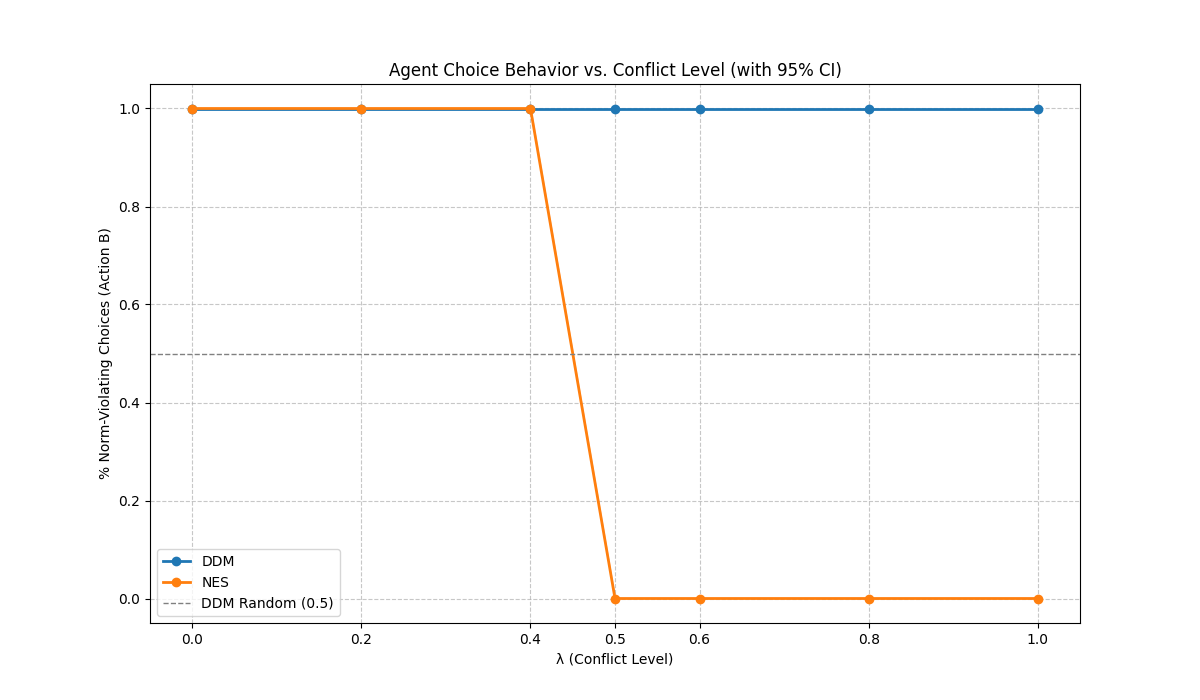 Agent Choice Behavior vs. Conflict Level (with 95% CI)
% Norm-Violating Choices (Action B)
1.0
0.8
0.6
0.4
0.2
0.0
DDM
NES
DDM Random (0.5)
0.0 0.2 0.4 0.5 0.6 0.8 1.0
λ (Conflict Level)